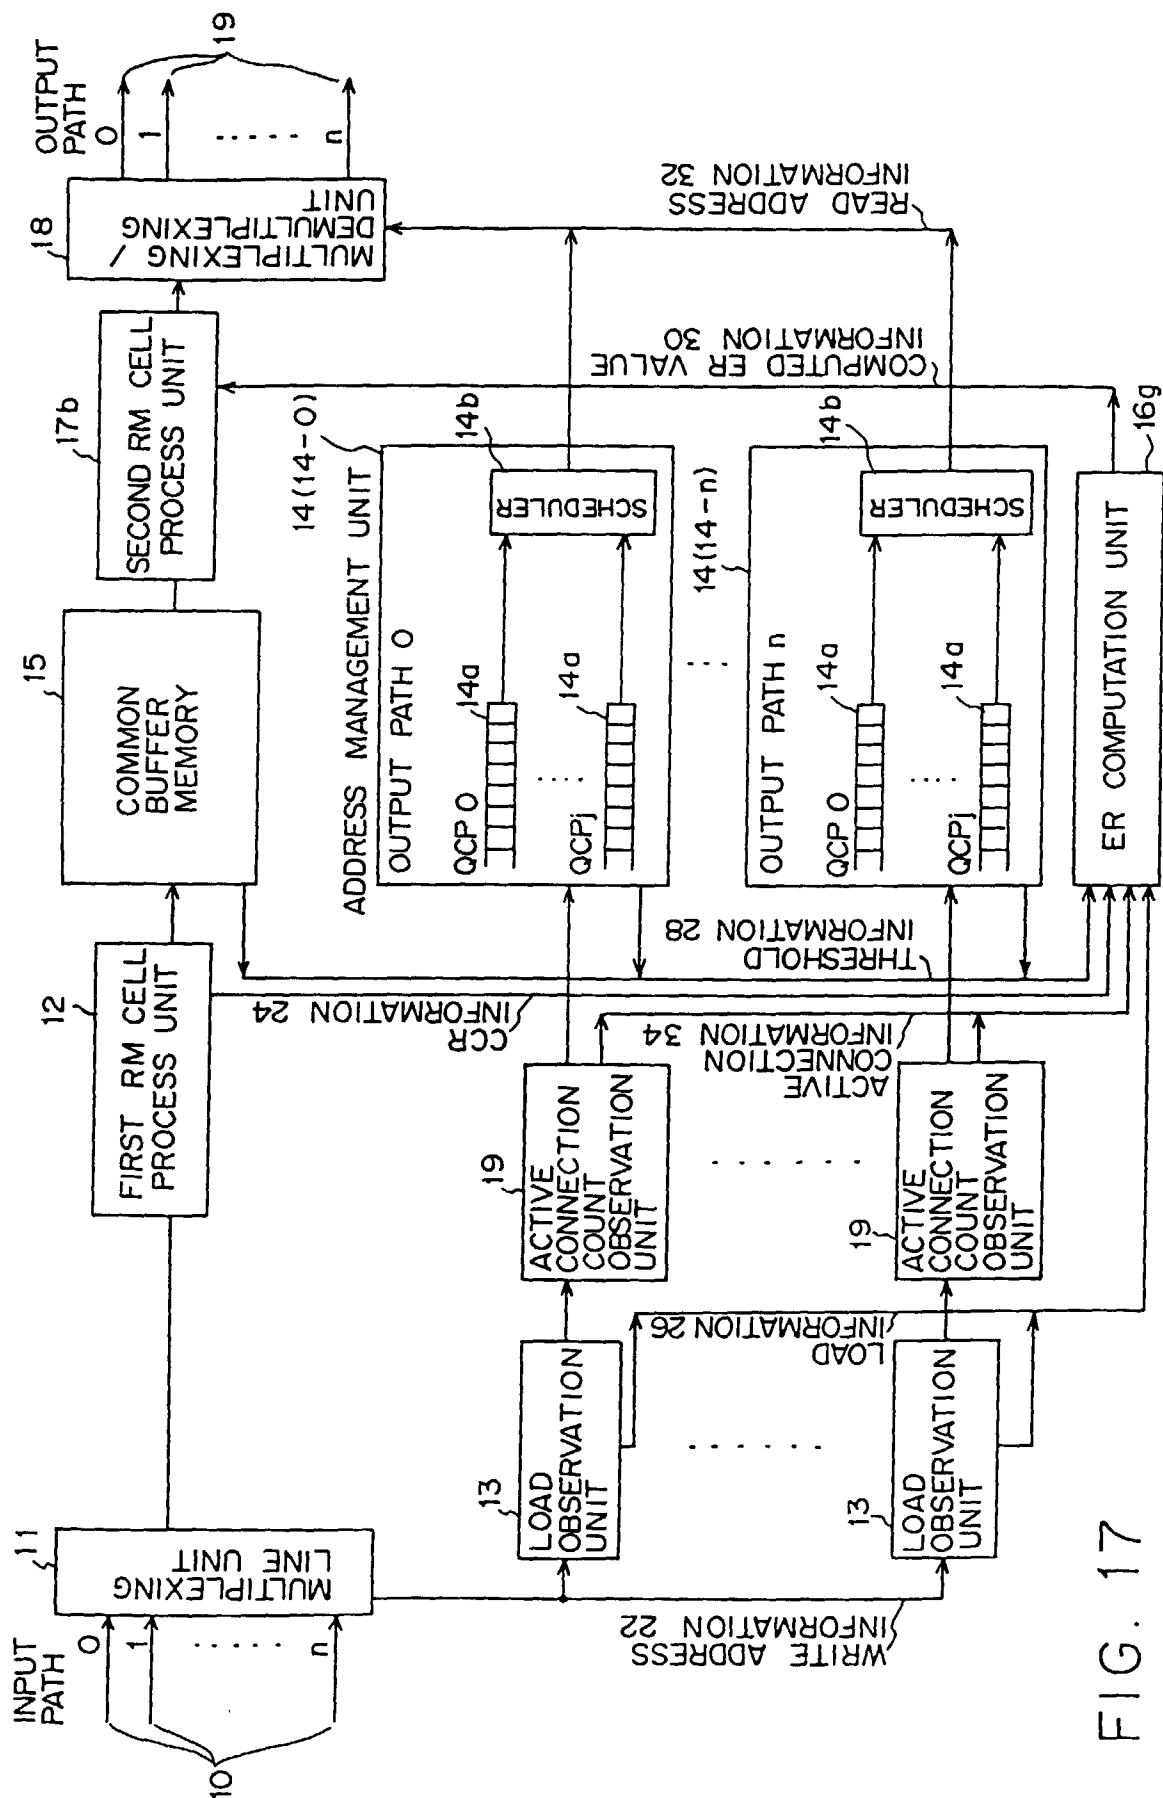 INPUT
PATH
0
1
.....
n
10
11
MULTIPLEXING
LINE UNIT
12
FIRST RM CELL
PROCESS UNIT
15
COMMON
BUFFER
MEMORY
17b
SECOND RM CELL
PROCESS UNIT
18
MULTIPLEXING /
DEMULTIPLEXING
UNIT
OUTPUT
PATH
0
1
.....
n
19
WRITE ADDRESS
INFORMATION 22
13
LOAD
OBSERVATION
UNIT
......
13
LOAD
OBSERVATION
UNIT
LOAD
INFORMATION 26
19
ACTIVE
CONNECTION
COUNT
OBSERVATION
UNIT
......
19
ACTIVE
CONNECTION
COUNT
OBSERVATION
UNIT
ACTIVE
CONNECTION
INFORMATION 34
CCR
INFORMATION 24
THRESHOLD
INFORMATION 28
ADDRESS MANAGEMENT UNIT
14(14-0)
OUTPUT PATH 0
QCP 0
14a
....
QCPj
14a
14b
SCHEDULER
....
14(14-n)
OUTPUT PATH n
QCP 0
14a
....
QCPj
14a
14b
SCHEDULER
COMPUTED ER VALUE
INFORMATION 30
READ ADDRESS
INFORMATION 32
ER COMPUTATION UNIT
16g
FIG. 17